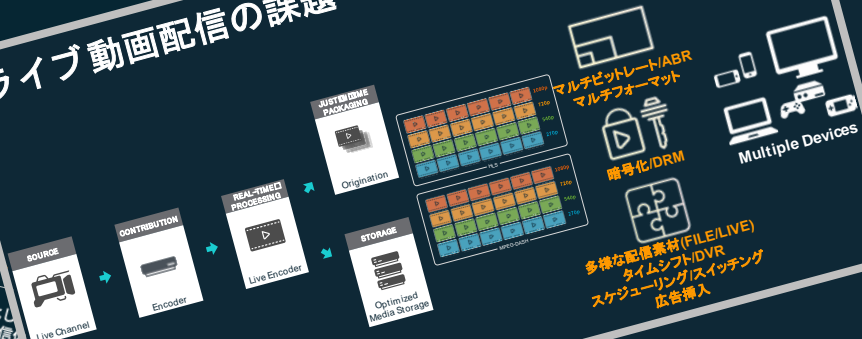 ライブ動画配信の課題
SOURCE
Live Channel
CONTRIBUTION
Encoder
REAL-TIME
PROCESSING
Live Encoder
PACKAGING
Origination
STORAGE
Optimized
Media Storage
1080p
720p
540p
270p
HLS
1080p
720p
540p
270p
MPEG-DASH
マルチビットレート/ABR
マルチフォーマット
暗号化/DRM
多様な配信素材(FILE/LIVE)
タイムシフト/DVR
スケジューリング/スイッチング
広告挿入
Multiple Devices